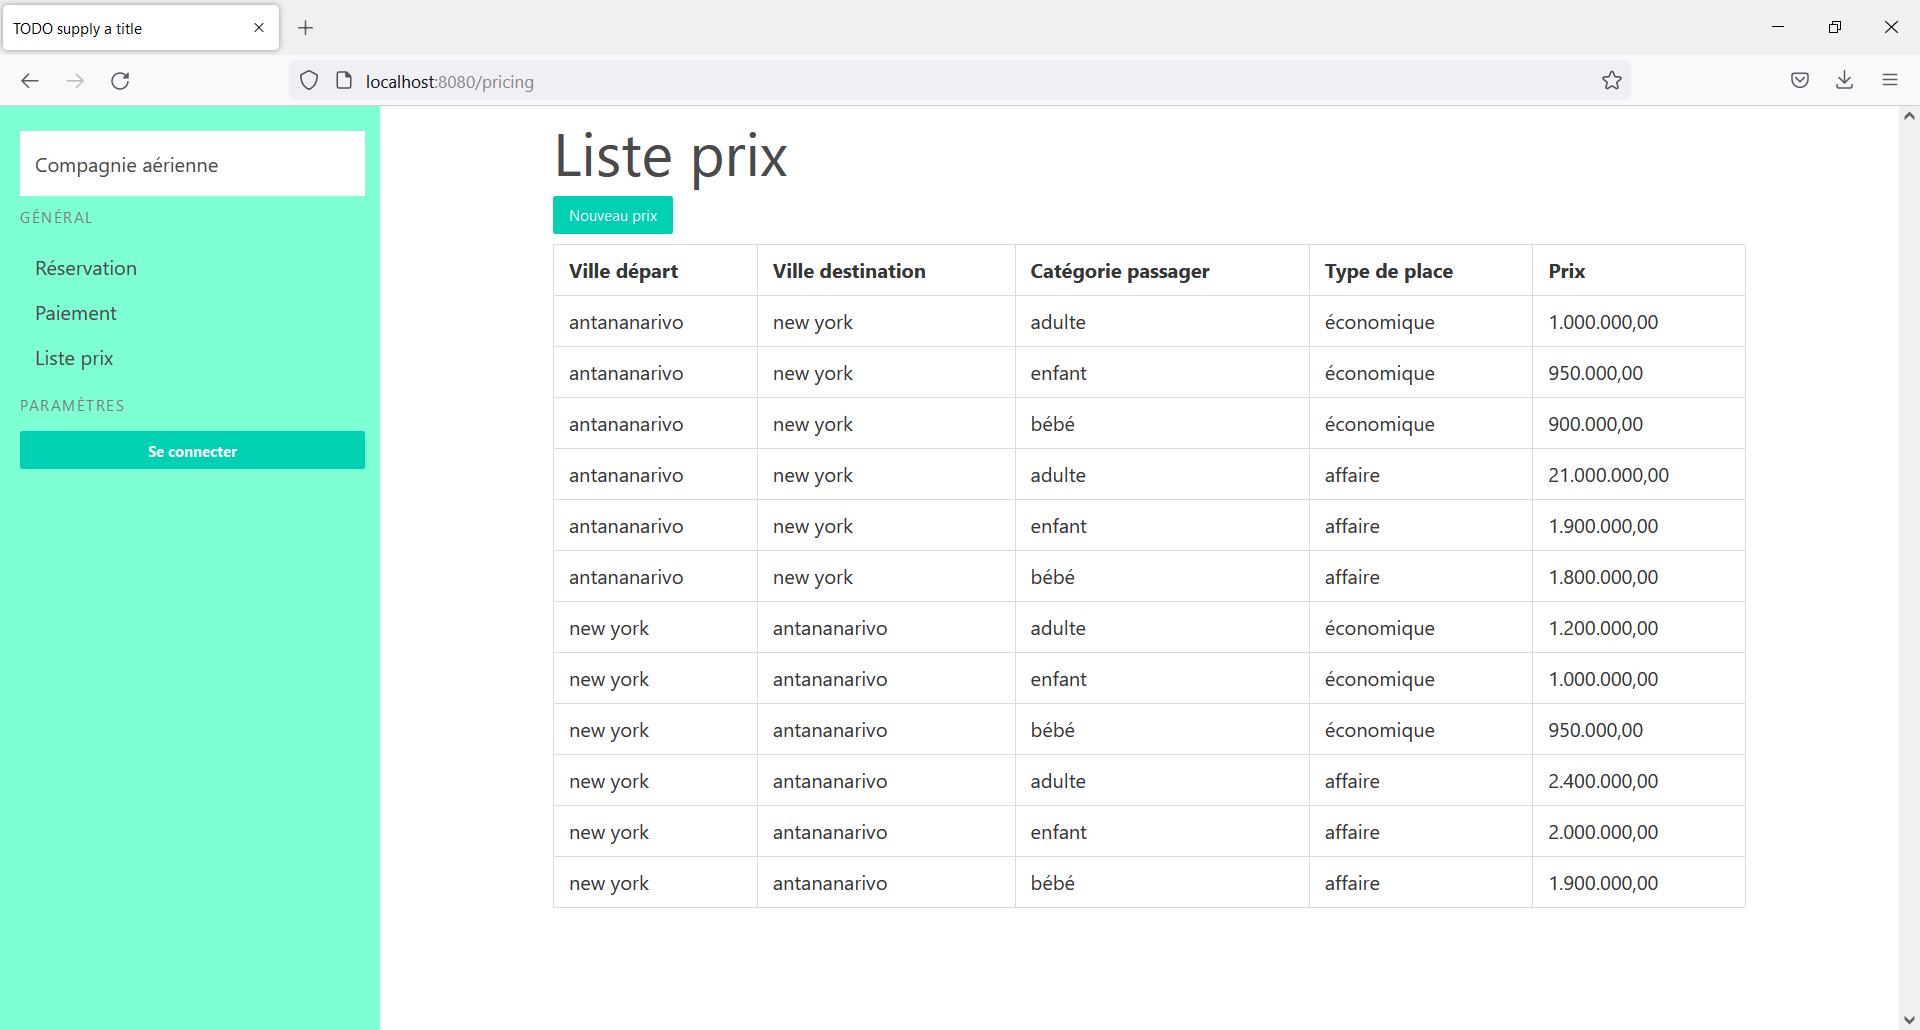 TODO supply a title
localhost:8080/pricing
Compagnie aérienne
GÉNÉRAL
Réservation
Paiement
Liste prix
PARAMÈTRES
Se connecter
Liste prix
Nouveau prix
Ville départ Ville destination Catégorie passager Type de place Prix
antananarivo new york adulte économique 1.000.000,00
antananarivo new york enfant économique 950.000,00
antananarivo new york bébé économique 900.000,00
antananarivo new york adulte affaire 21.000.000,00
antananarivo new york enfant affaire 1.900.000,00
antananarivo new york bébé affaire 1.800.000,00
new york antananarivo adulte économique 1.200.000,00
new york antananarivo enfant économique 1.000.000,00
new york antananarivo bébé économique 950.000,00
new york antananarivo adulte affaire 2.400.000,00
new york antananarivo enfant affaire 2.000.000,00
new york antananarivo bébé affaire 1.900.000,00